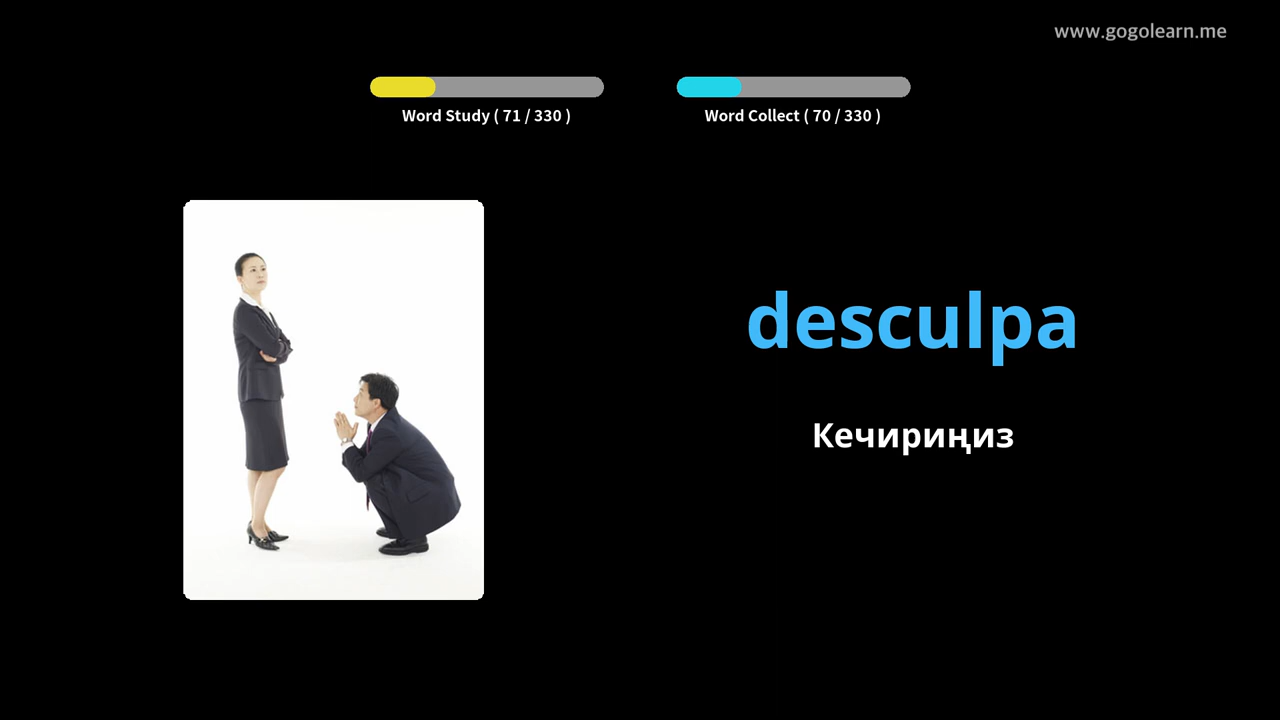 www.gogolearn.me
Word Study ( 71 / 330 )
Word Collect ( 70 / 330 )
desculpa
Кечириңиз